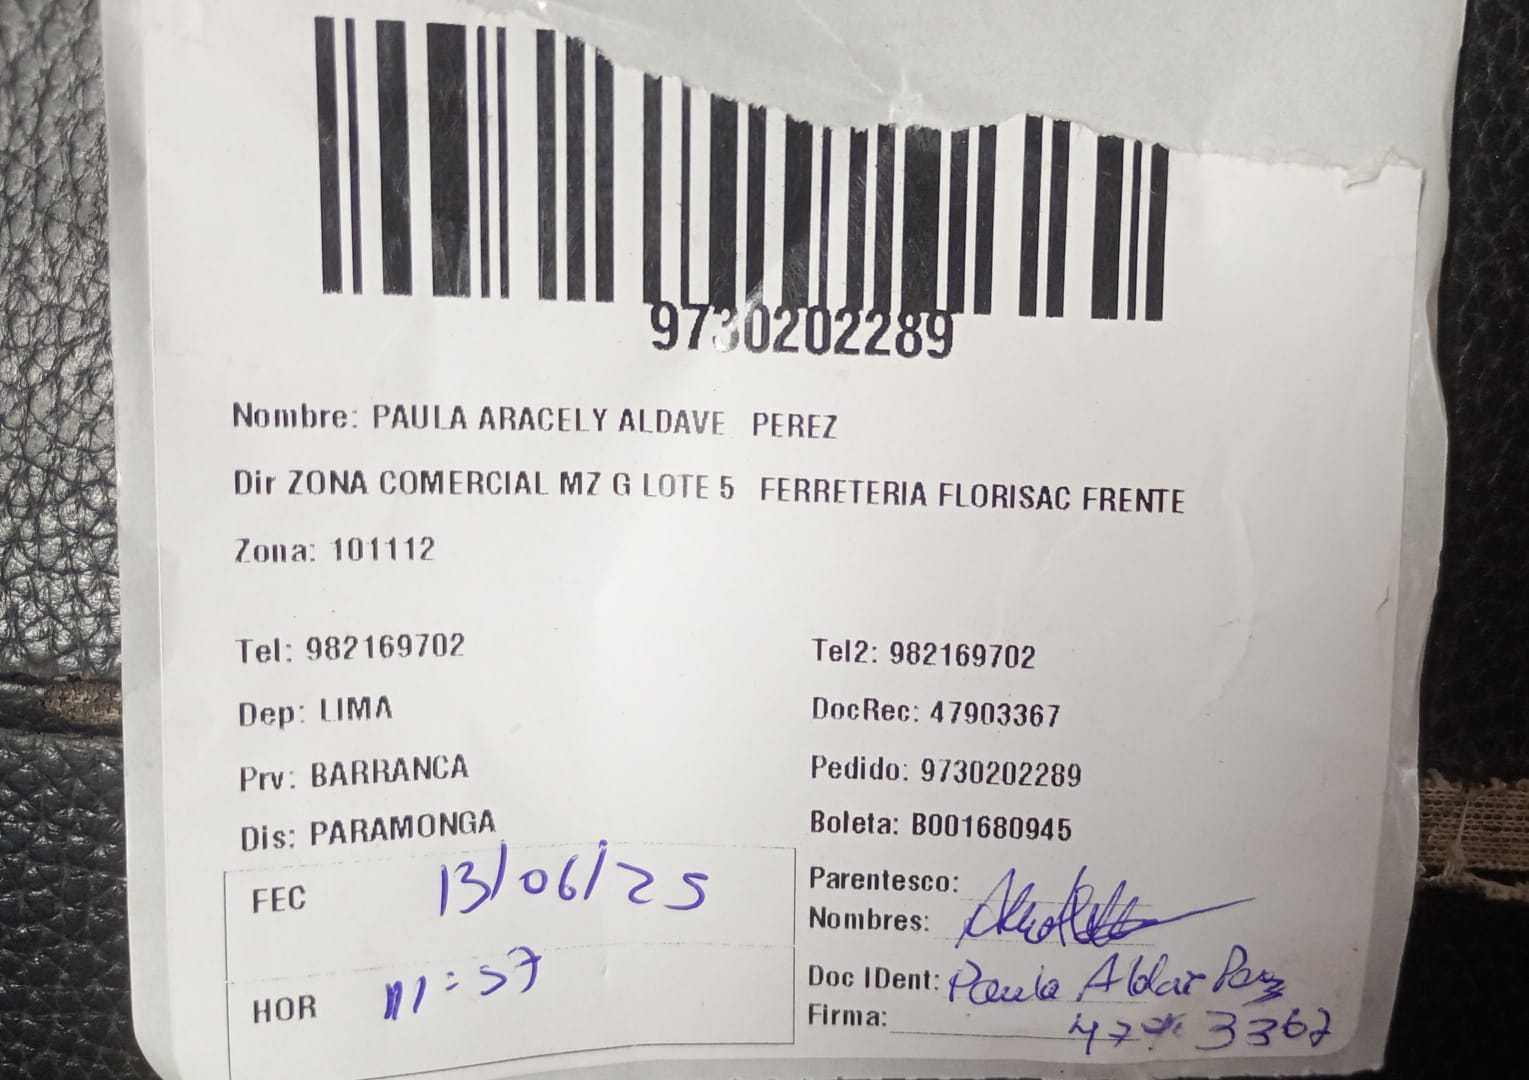 9730202289
Nombre: PAULA ARACELY ALDAVE PEREZ
Dir ZONA COMERCIAL MZ G LOTE 5 FERRETERIA FLORISAC FRENTE
Zona: 101112
Tel: 982169702
Tel2: 982169702
Dep: LIMA
DocRec: 47903367
Prv: BARRANCA
Pedido: 9730202289
Dis: PARAMONGA
Boleta: B001680945
FEC 13/06/25
Parentesco:
Nombres:
HOR 11:57
Doc IDent: Paula Aldave
Firma: